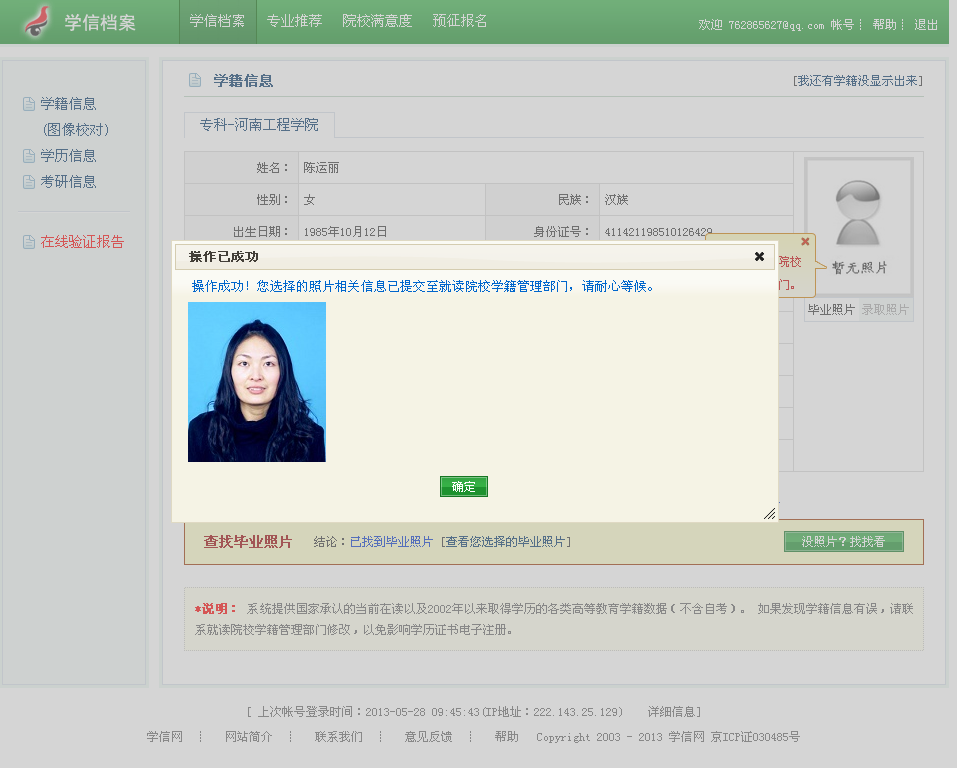 学信档案 学信档案 专业推荐 院校满意度 预征报名 欢迎 762865627@qq.com 帐号┊ 帮助┊ 退出
学籍信息 [我还有学籍没显示出来]
学籍信息
(图像校对)
学历信息
考研信息
在线验证报告
专科-河南工程学院
姓名： 陈运丽
性别： 女 民族： 汉族
出生日期： 1985年10月12日 身份证号： 411421198510126429
院校
门。
暂无照片
毕业照片 录取照片
操作已成功
操作成功！您选择的照片相关信息已提交至就读院校学籍管理部门，请耐心等候。
确定
查找毕业照片 结论：已找到毕业照片 [查看您选择的毕业照片] 没照片？找找看
*说明： 系统提供国家承认的当前在读以及2002年以来取得学历的各类高等教育学籍数据（不含自考）。 如果发现学籍信息有误，请联
系就读院校学籍管理部门修改，以免影响学历证书电子注册。
[ 上次帐号登录时间：2013-05-28 09:45:43(IP地址：222.143.25.129) 详细信息]
学信网 ┊ 网站简介 ┊ 联系我们 ┊ 意见反馈 ┊ 帮助 Copyright 2003 - 2013 学信网 京ICP证030485号